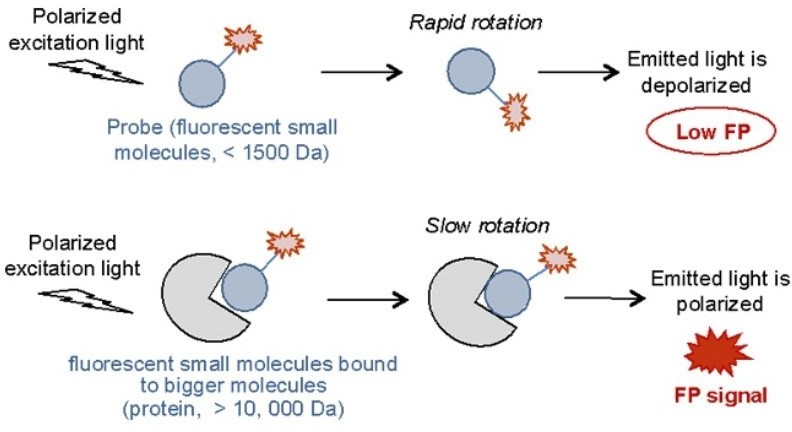 Polarized
excitation light
Rapid rotation
Emitted light is
depolarized
Low FP
Probe (fluorescent small
molecules, < 1500 Da)
Polarized
excitation light
Slow rotation
Emitted light is
polarized
FP signal
fluorescent small molecules bound
to bigger molecules
(protein, > 10, 000 Da)